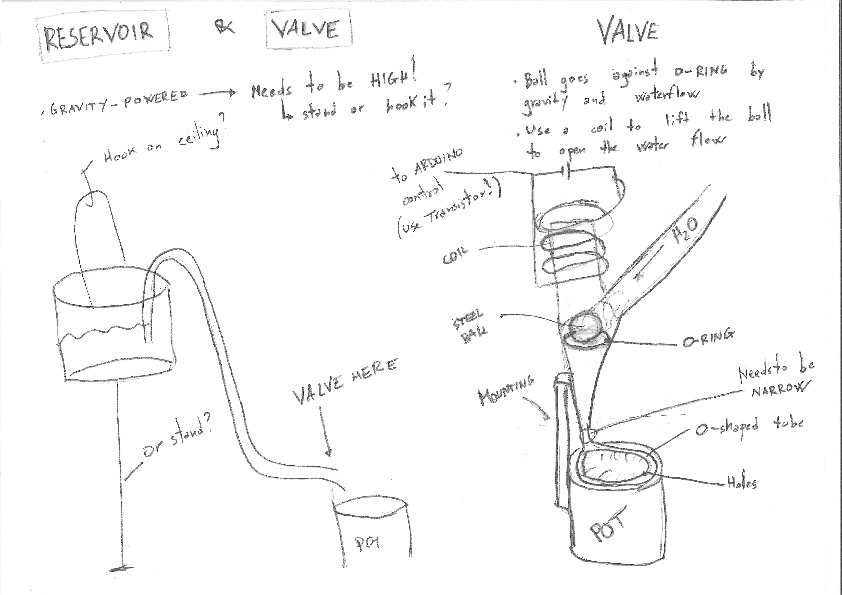 RESERVOIR & VALVE
. GRAVITY-POWERED → Needs to be HIGH!
↳ stand or hook it?
Hook on ceiling?
or stand?
VALVE HERE
POT
VALVE
. Ball goes against O-RING by
gravity and waterflow
. Use a coil to lift the ball
to open the water flow
to ARDUINO
control
(use Transistor?)
COIL
H2O
STEEL
BALL
O-RING
MOUNTING
Needs to be
NARROW
O-shaped tube
Holes
POT